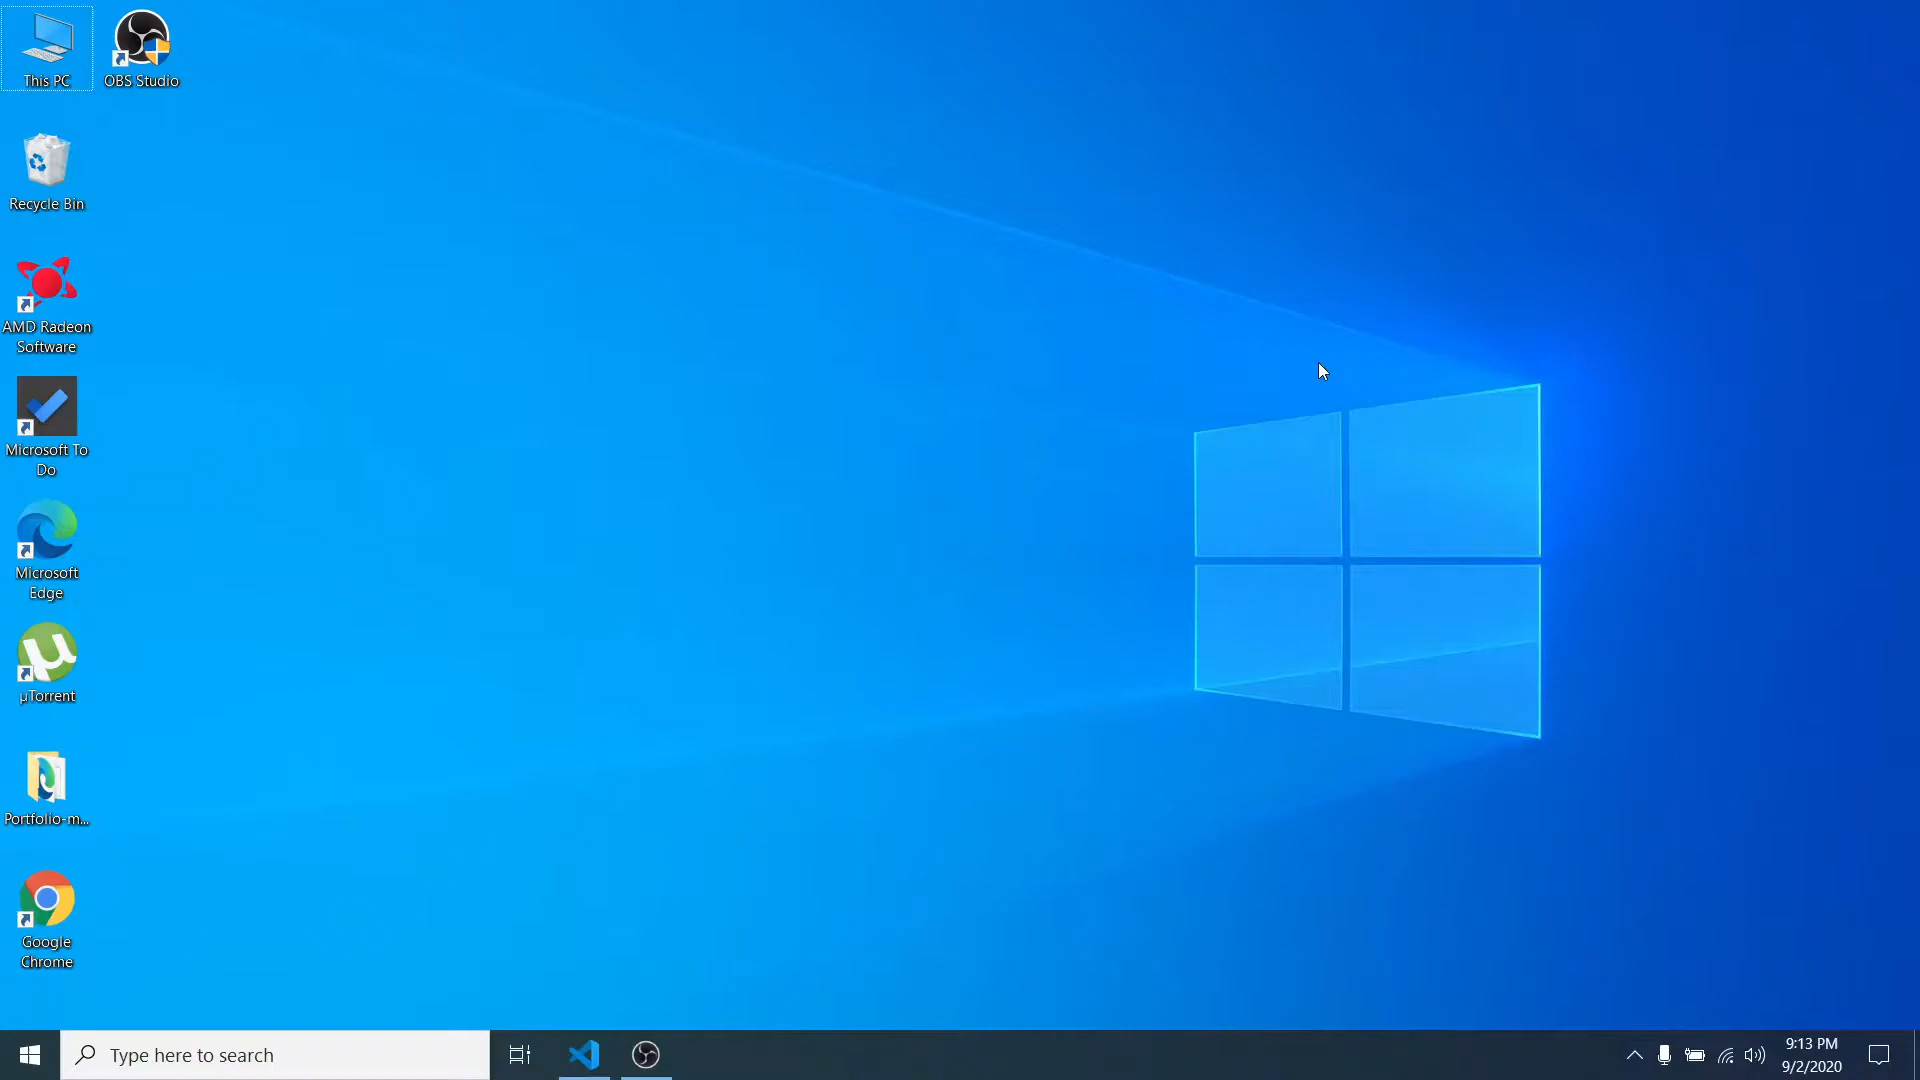 This PC
OBS Studio
Recycle Bin
AMD Radeon
Software
Microsoft To
Do
Microsoft
Edge
µTorrent
Portfolio-m...
Google
Chrome
Type here to search
9:13 PM
9/2/2020